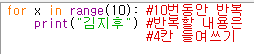 for x in range(10): #10번동안 반복
    print("김지후") #반복할 내용은
                    #4칸 들여쓰기